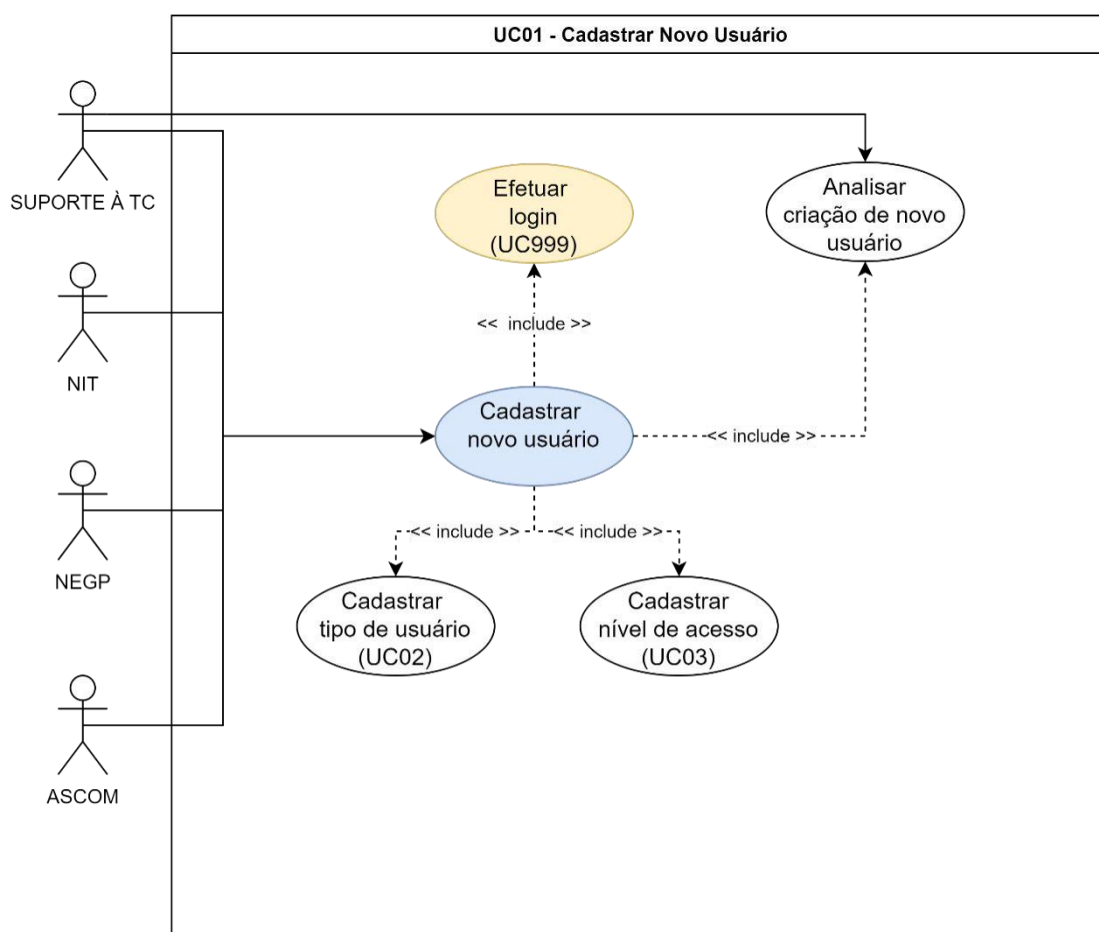 UC01 - Cadastrar Novo Usuário
SUPORTE À TC
Efetuar
login
(UC999)
Analisar
criação de novo
usuário
<< include >>
NIT
Cadastrar
novo usuário
<< include >>
NEGP
<< include >>
<< include >>
Cadastrar
tipo de usuário
(UC02)
Cadastrar
nível de acesso
(UC03)
ASCOM